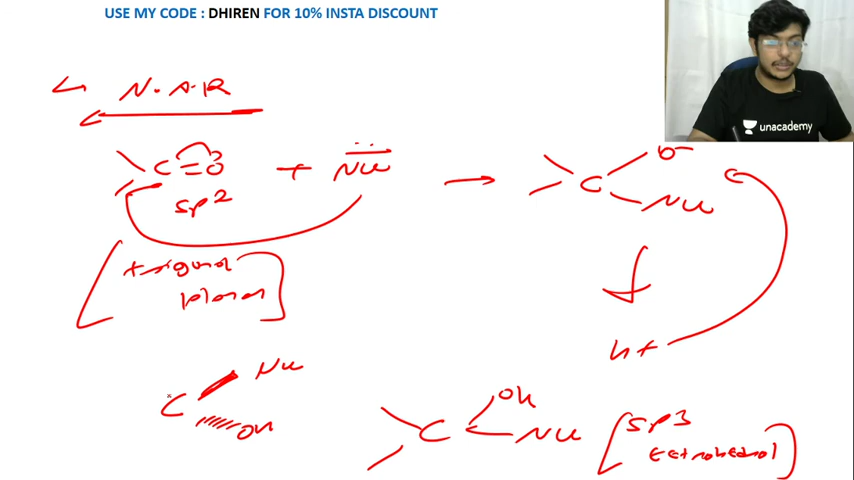 USE MY CODE : DHIREN FOR 10% INSTA DISCOUNT
N.A.R
unacademy
C=O + Nu → C O-
sp2
Nu
trigonal
planar
H+
C Nu
OH
C OH
Nu
sp3
tetrahedral